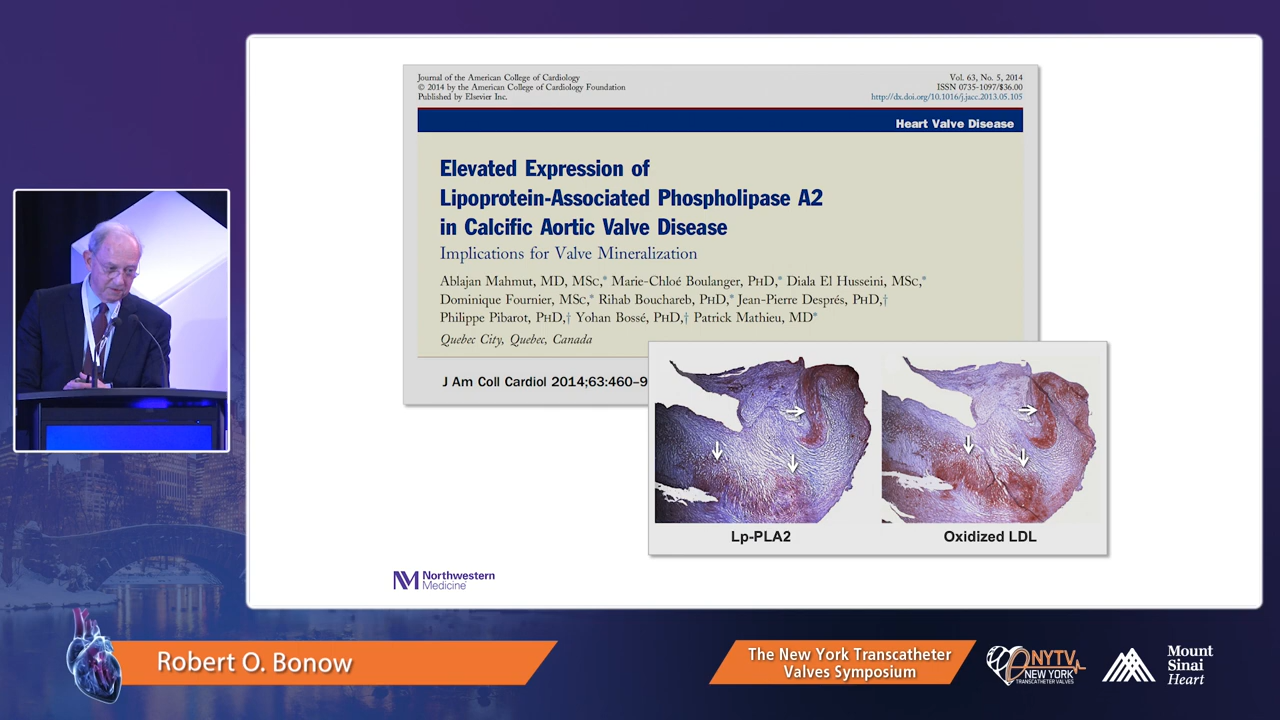 Journal of the American College of Cardiology
© 2014 by the American College of Cardiology Foundation
Published by Elsevier Inc.
Vol. 63, No. 5, 2014
ISSN 0735-1097/$36.00
http://dx.doi.org/10.1016/j.jacc.2013.05.105
Heart Valve Disease
Elevated Expression of
Lipoprotein-Associated Phospholipase A2
in Calcific Aortic Valve Disease
Implications for Valve Mineralization
Ablajan Mahmut, MD, MSc,* Marie-Chloé Boulanger, PhD,* Diala El Husseini, MSc,*
Dominique Fournier, MSc,* Rihab Bouchareb, PhD,* Jean-Pierre Després, PhD,†
Philippe Pibarot, PhD,† Yohan Bossé, PhD,† Patrick Mathieu, MD*
Quebec City, Quebec, Canada
J Am Coll Cardiol 2014;63:460–9
Lp-PLA2
Oxidized LDL
NM Northwestern
Medicine
Robert O. Bonow
The New York Transcatheter
Valves Symposium
NYTV
NEW YORK
TRANSCATHETER VALVES
Mount
Sinai
Heart